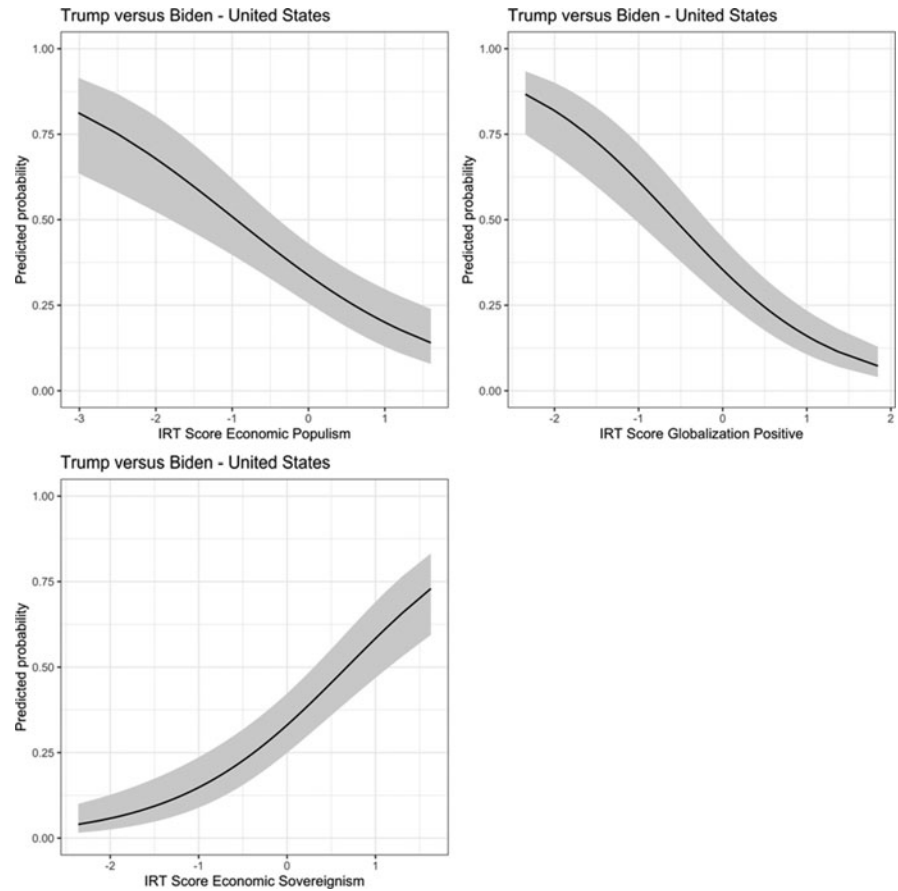 Trump versus Biden - United States
1.00
0.75
0.50
0.25
0.00
Predicted probability
-3 -2 -1 0 1
IRT Score Economic Populism
Trump versus Biden - United States
1.00
0.75
0.50
0.25
0.00
Predicted probability
-2 -1 0 1 2
IRT Score Globalization Positive
Trump versus Biden - United States
1.00
0.75
0.50
0.25
0.00
Predicted probability
-2 -1 0 1
IRT Score Economic Sovereignism